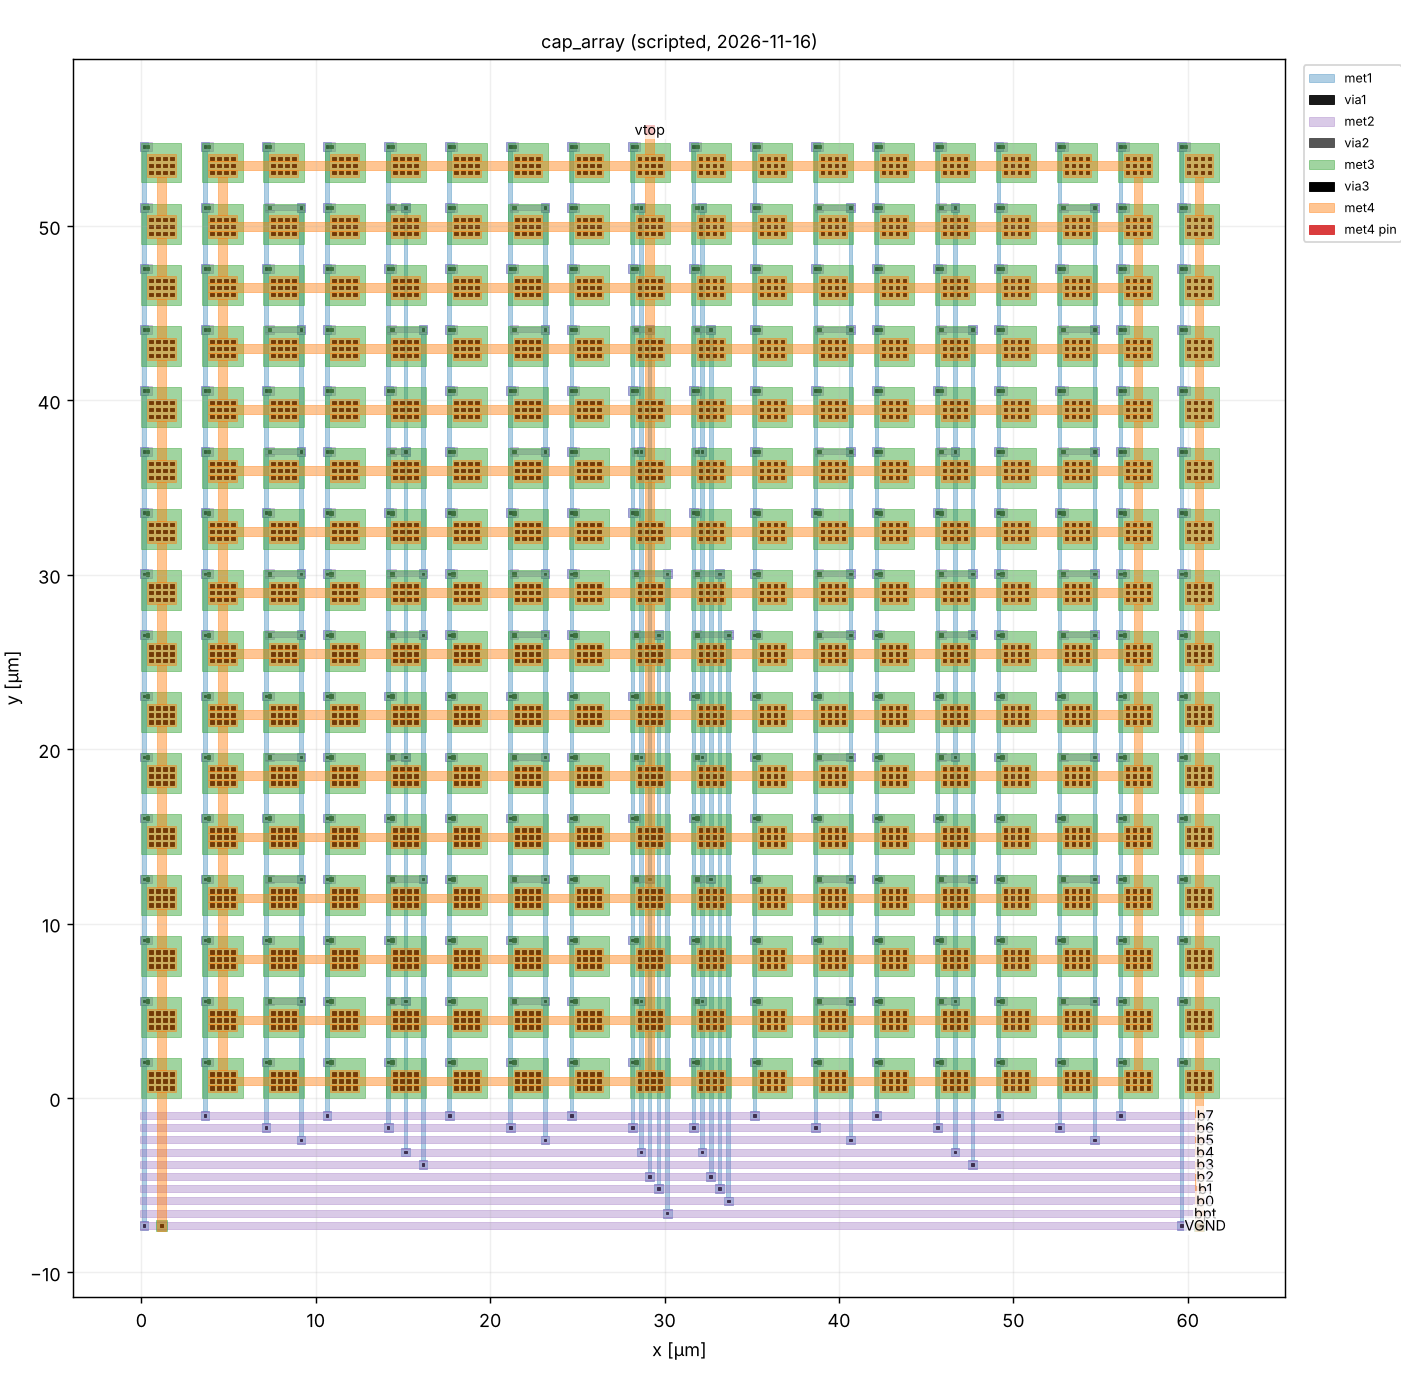 cap_array (scripted, 2026-11-16)
met1
via1
met2
via2
met3
via3
met4
met4 pin
vtop
50
40
30
20
10
0
−10
y [µm]
b7
b6
b5
b4
b3
b2
b1
b0
bpt
VGND
0
10
20
30
40
50
60
x [µm]